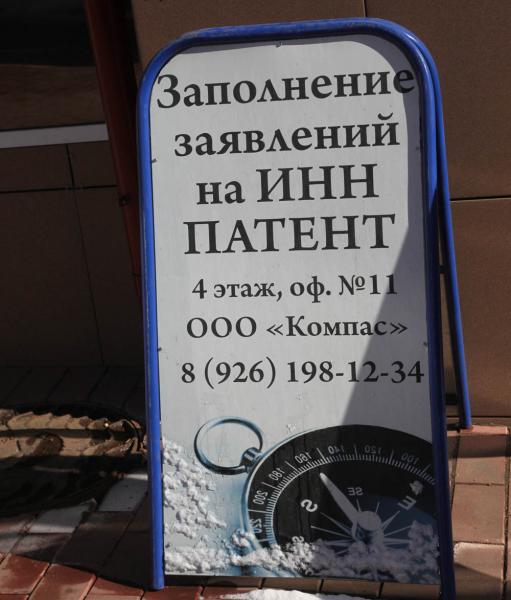 Заполнение
заявлений
на ИНН
ПАТЕНТ
4 этаж, оф. №11
ООО «Компас»
8 (926) 198-12-34